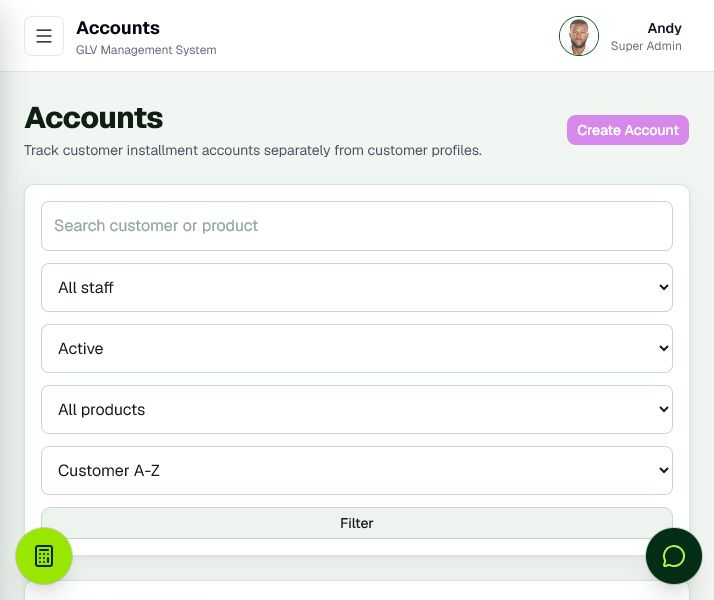 Accounts
GLV Management System
Andy
Super Admin
Accounts
Track customer installment accounts separately from customer profiles.
Create Account
Search customer or product
All staff
Active
All products
Customer A-Z
Filter